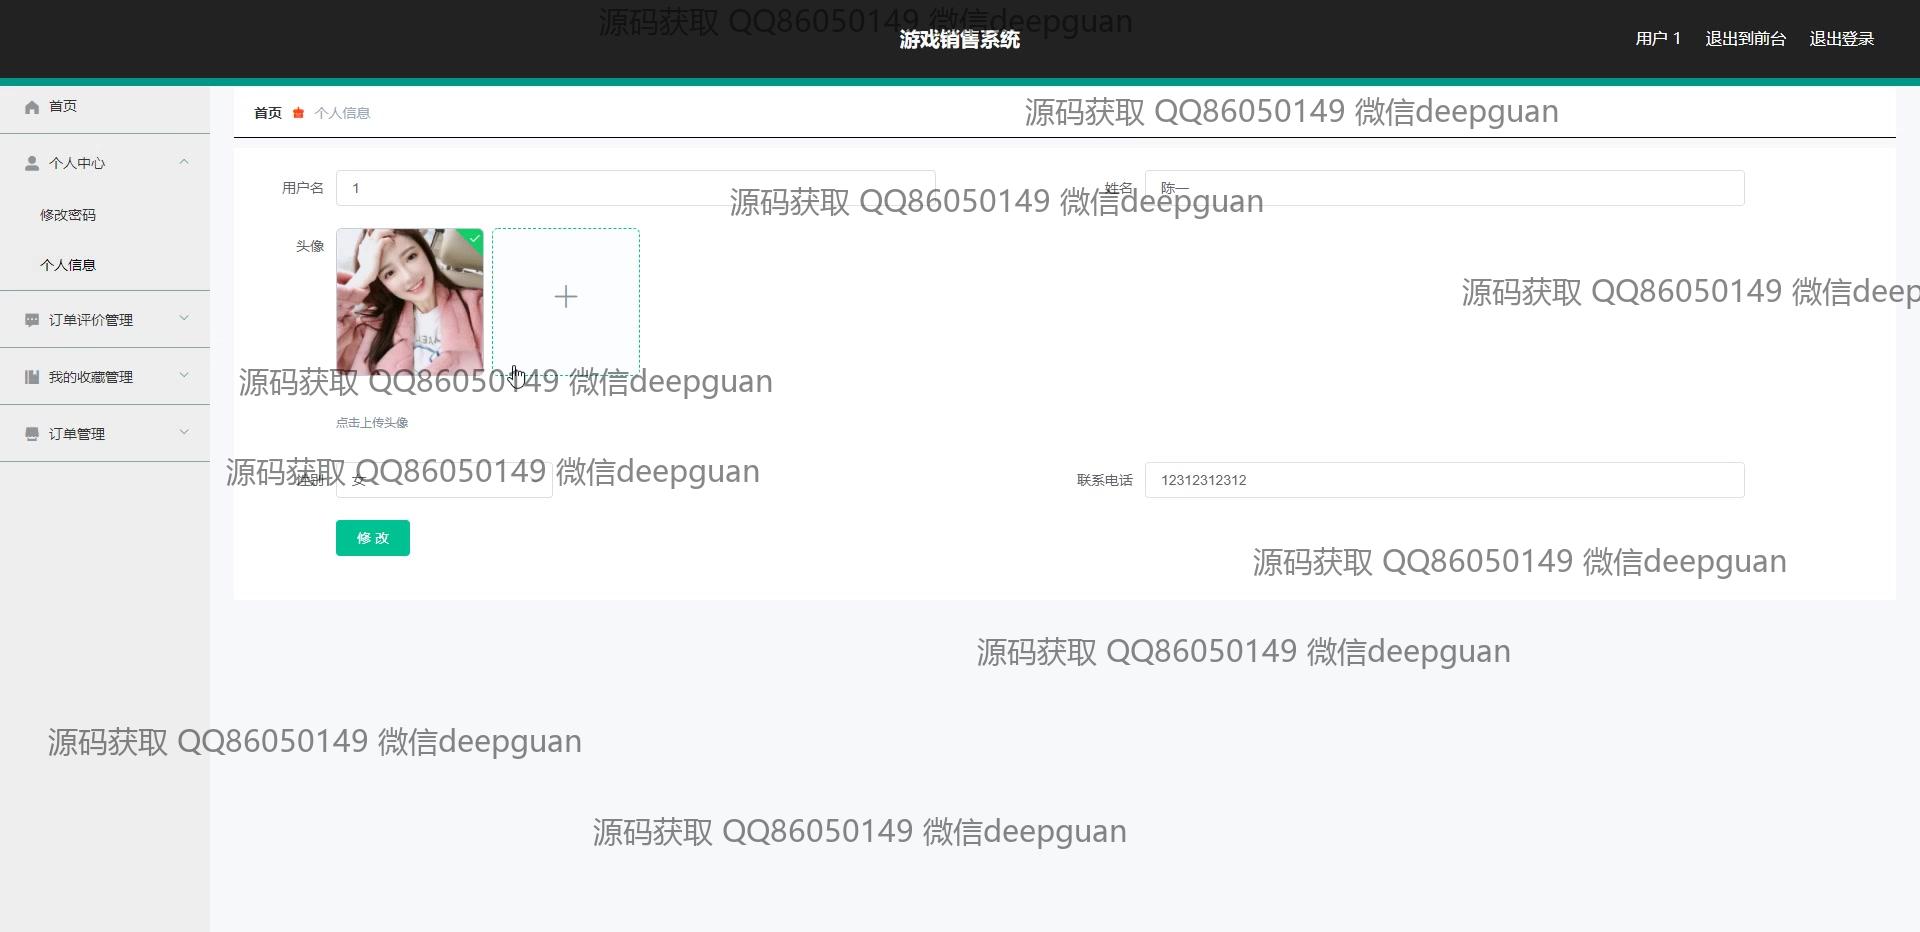 源码获取 QQ86050149 微信deepguan
游戏销售系统
用户 1 退出到前台 退出登录
首页
首页 个人信息
源码获取 QQ86050149 微信deepguan
个人中心
用户名 1
姓名 陈一
源码获取 QQ86050149 微信deepguan
修改密码
头像
个人信息
源码获取 QQ86050149 微信deep
订单评价管理
我的收藏管理
源码获取 QQ86050149 微信deepguan
点击上传头像
订单管理
源码获取 QQ86050149 微信deepguan
性别 女
联系电话 12312312312
修改
源码获取 QQ86050149 微信deepguan
源码获取 QQ86050149 微信deepguan
源码获取 QQ86050149 微信deepguan
源码获取 QQ86050149 微信deepguan